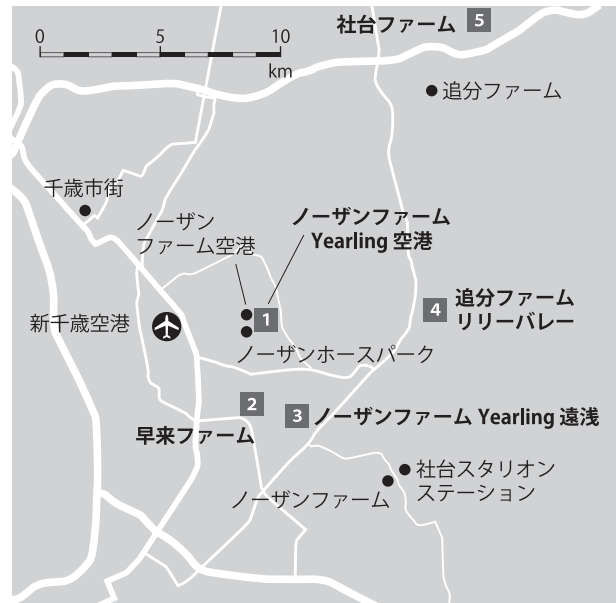 社台ファーム 5
0 5 10
km
追分ファーム
千歳市街
ノーザン
ファーム空港
ノーザンファーム
Yearling 空港
1
新千歳空港
ノーザンホースパーク
4 追分ファーム
リリーバレー
2
早来ファーム
3 ノーザンファーム Yearling 遠浅
社台スタリオン
ステーション
ノーザンファーム